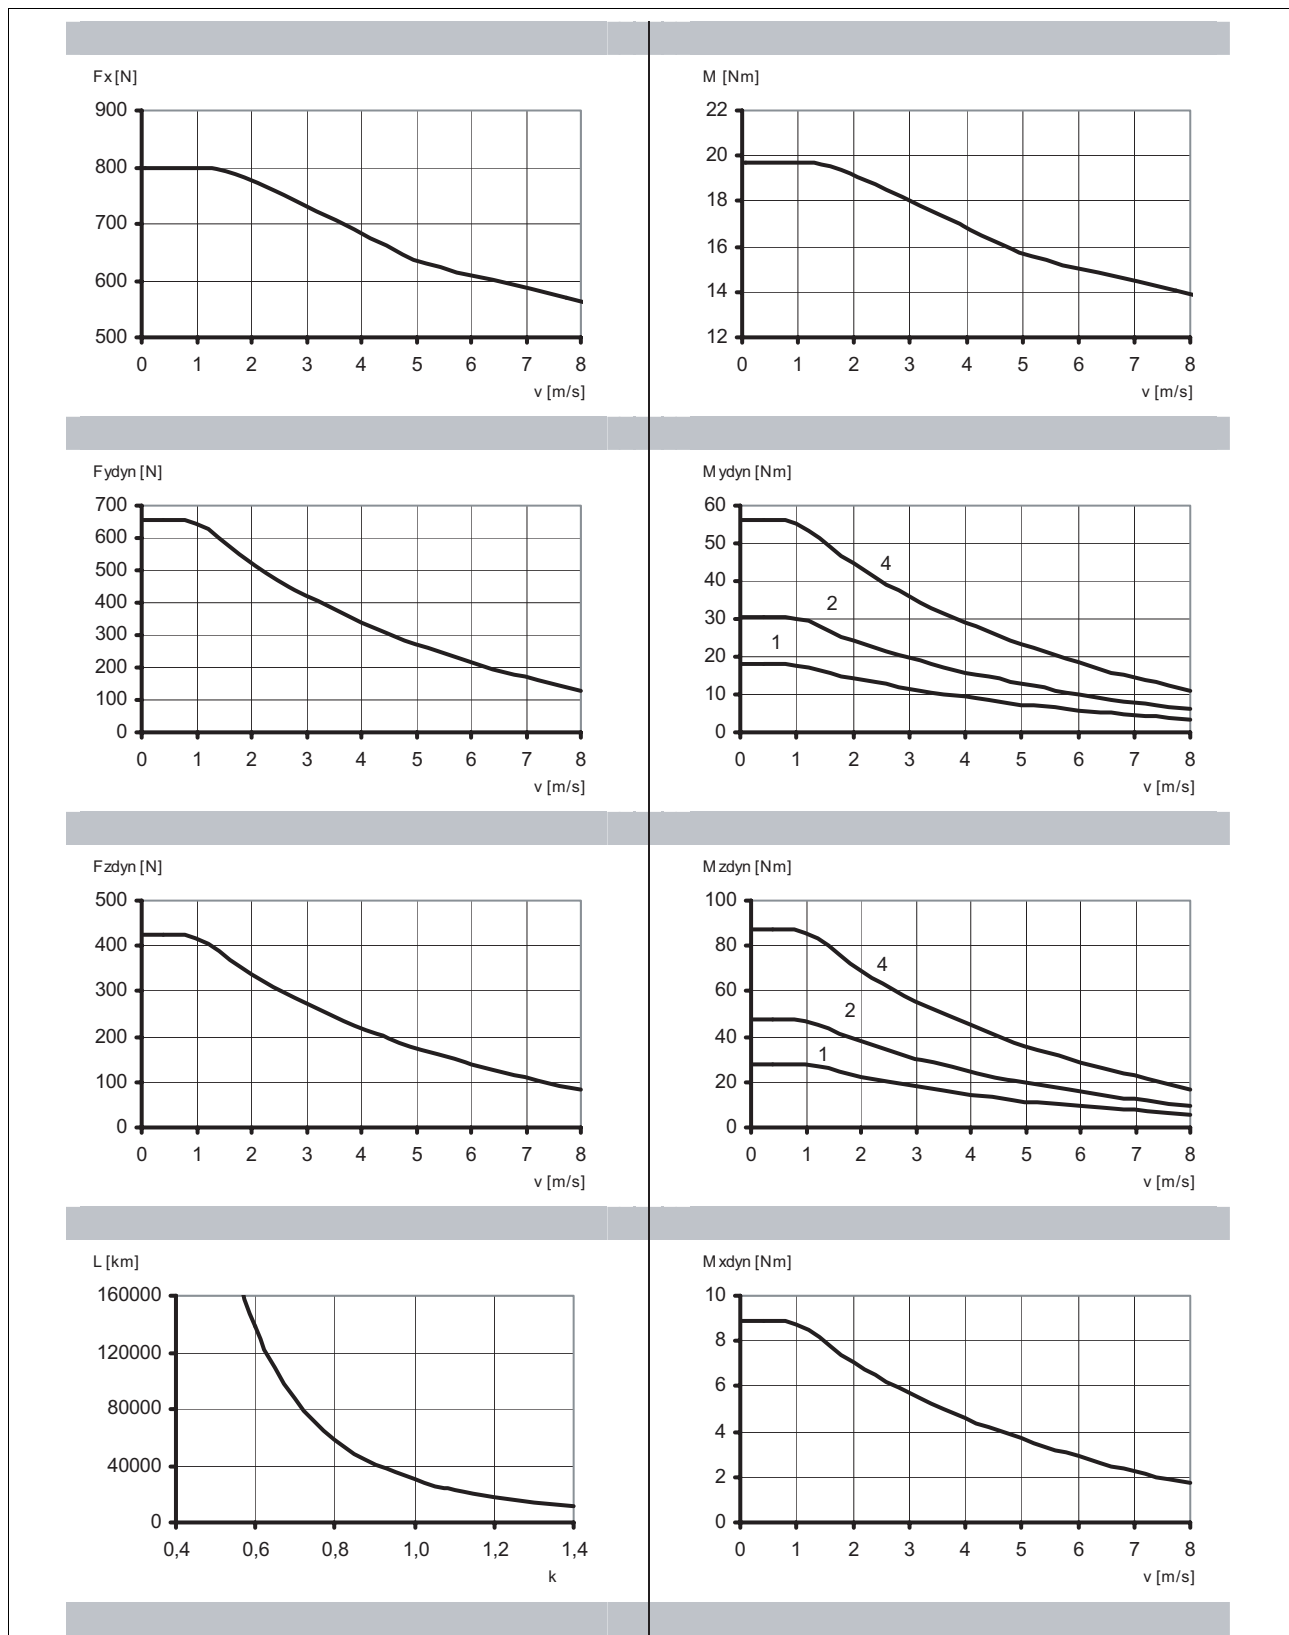 Fx [N]
900
800
700
600
500
0 1 2 3 4 5 6 7 8
v [m/s]
M [Nm]
22
20
18
16
14
12
0 1 2 3 4 5 6 7 8
v [m/s]
Fydyn [N]
700
600
500
400
300
200
100
0
0 1 2 3 4 5 6 7 8
v [m/s]
Mydyn [Nm]
60
50
40
30
20
10
0
4
2
1
0 1 2 3 4 5 6 7 8
v [m/s]
Fzdyn [N]
500
400
300
200
100
0
0 1 2 3 4 5 6 7 8
v [m/s]
Mzdyn [Nm]
100
80
60
40
20
0
4
2
1
0 1 2 3 4 5 6 7 8
v [m/s]
L [km]
160000
120000
80000
40000
0
0,4 0,6 0,8 1,0 1,2 1,4
k
Mxdyn [Nm]
10
8
6
4
2
0
0 1 2 3 4 5 6 7 8
v [m/s]